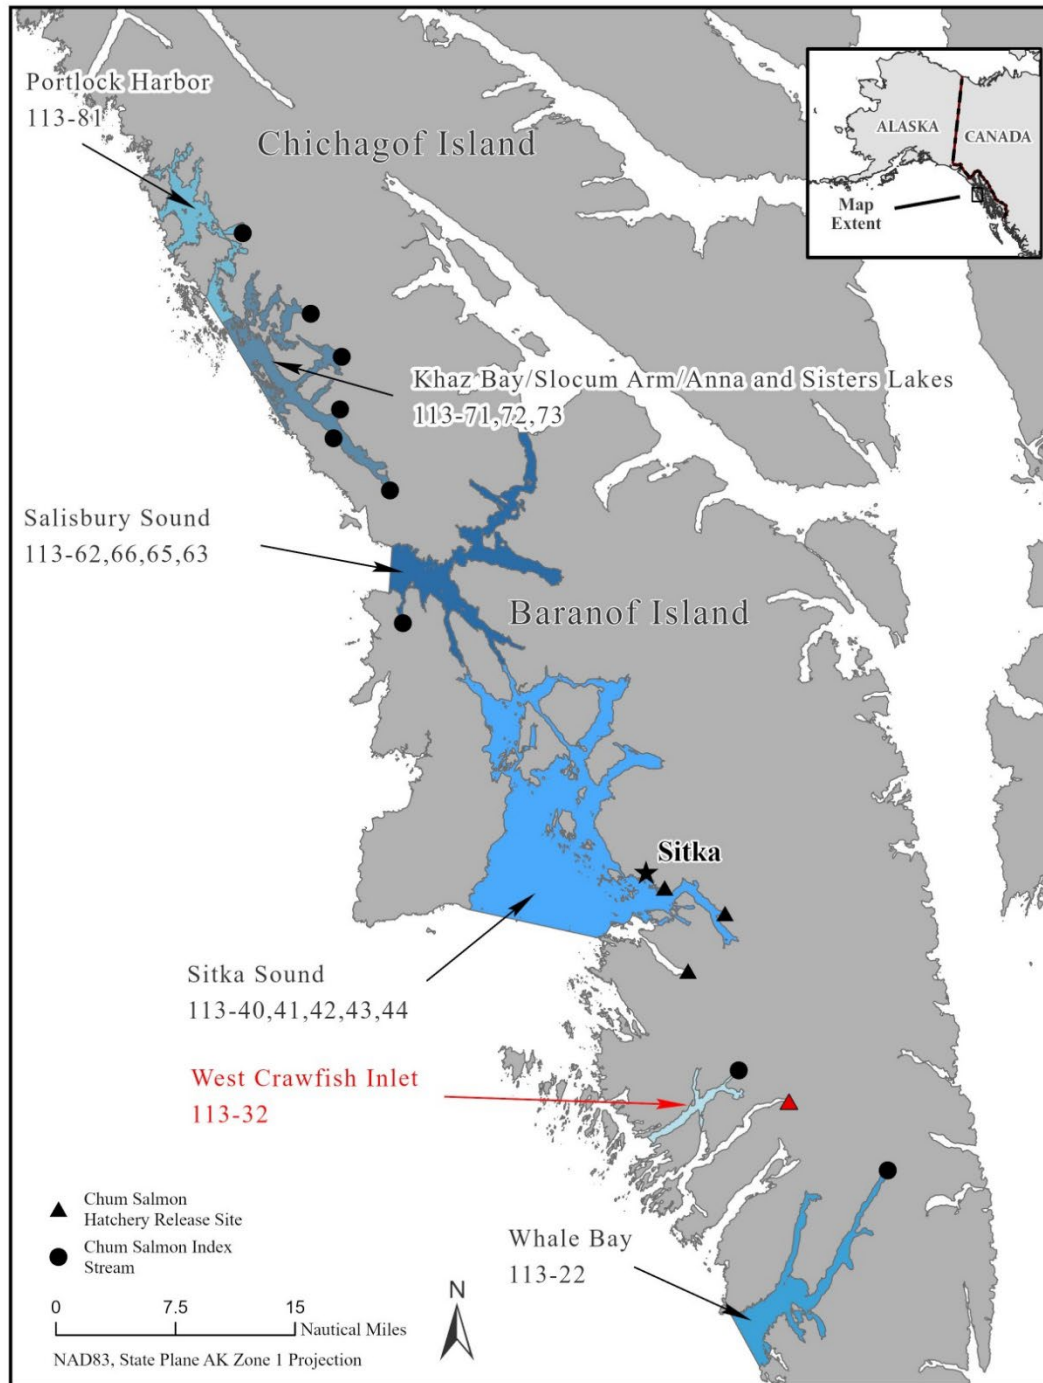 Portlock Harbor
113-81
Chichagof Island
ALASKA
CANADA
Map
Extent
Khaz Bay/Slocum Arm/Anna and Sisters Lakes
113-71,72,73
Salisbury Sound
113-62,66,65,63
Baranof Island
Sitka
Sitka Sound
113-40,41,42,43,44
West Crawfish Inlet
113-32
Whale Bay
113-22
Chum Salmon
Hatchery Release Site
Chum Salmon Index
Stream
N
0 7.5 15
Nautical Miles
NAD83, State Plane AK Zone 1 Projection